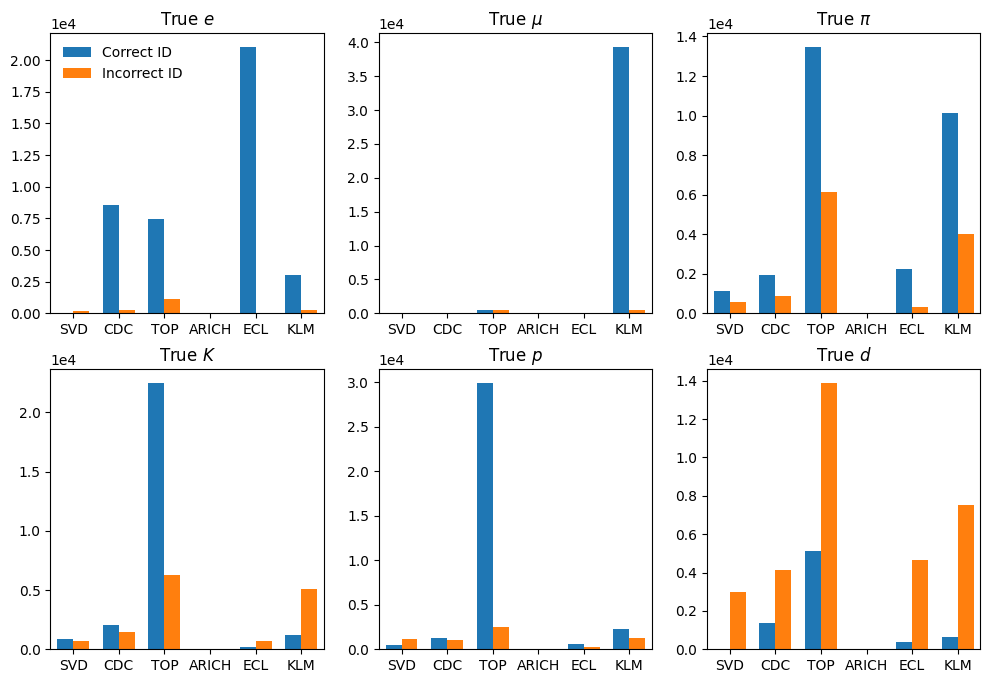 True e
1e4
Correct ID
Incorrect ID
2.00
1.75
1.50
1.25
1.00
0.75
0.50
0.25
0.00
SVD CDC TOP ARICH ECL KLM
True μ
1e4
4.0
3.5
3.0
2.5
2.0
1.5
1.0
0.5
0.0
SVD CDC TOP ARICH ECL KLM
True π
1e4
1.4
1.2
1.0
0.8
0.6
0.4
0.2
0.0
SVD CDC TOP ARICH ECL KLM
True K
1e4
2.0
1.5
1.0
0.5
0.0
SVD CDC TOP ARICH ECL KLM
True p
1e4
3.0
2.5
2.0
1.5
1.0
0.5
0.0
SVD CDC TOP ARICH ECL KLM
True d
1e4
1.4
1.2
1.0
0.8
0.6
0.4
0.2
0.0
SVD CDC TOP ARICH ECL KLM